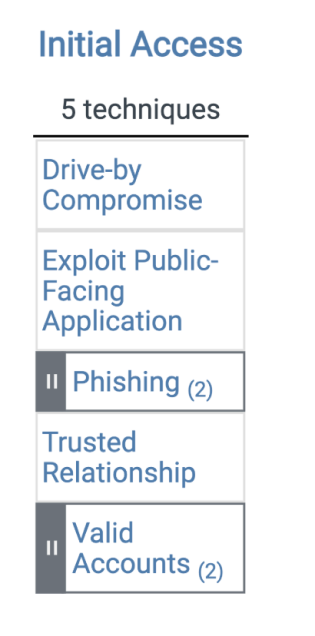 Initial Access
5 techniques
Drive-by
Compromise
Exploit Public-
Facing
Application
Phishing (2)
Trusted
Relationship
Valid
Accounts (2)